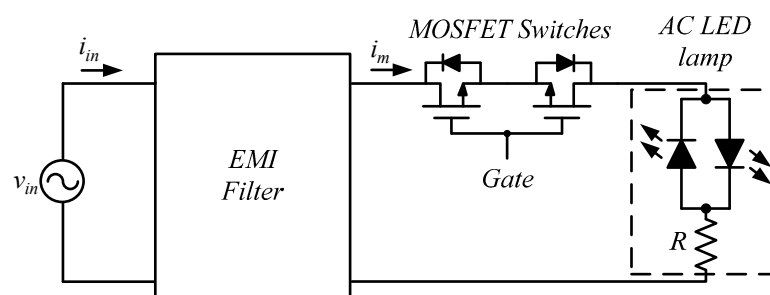 MOSFET Switches
AC LED
lamp
i_in
i_m
EMI
Filter
v_in
Gate
R